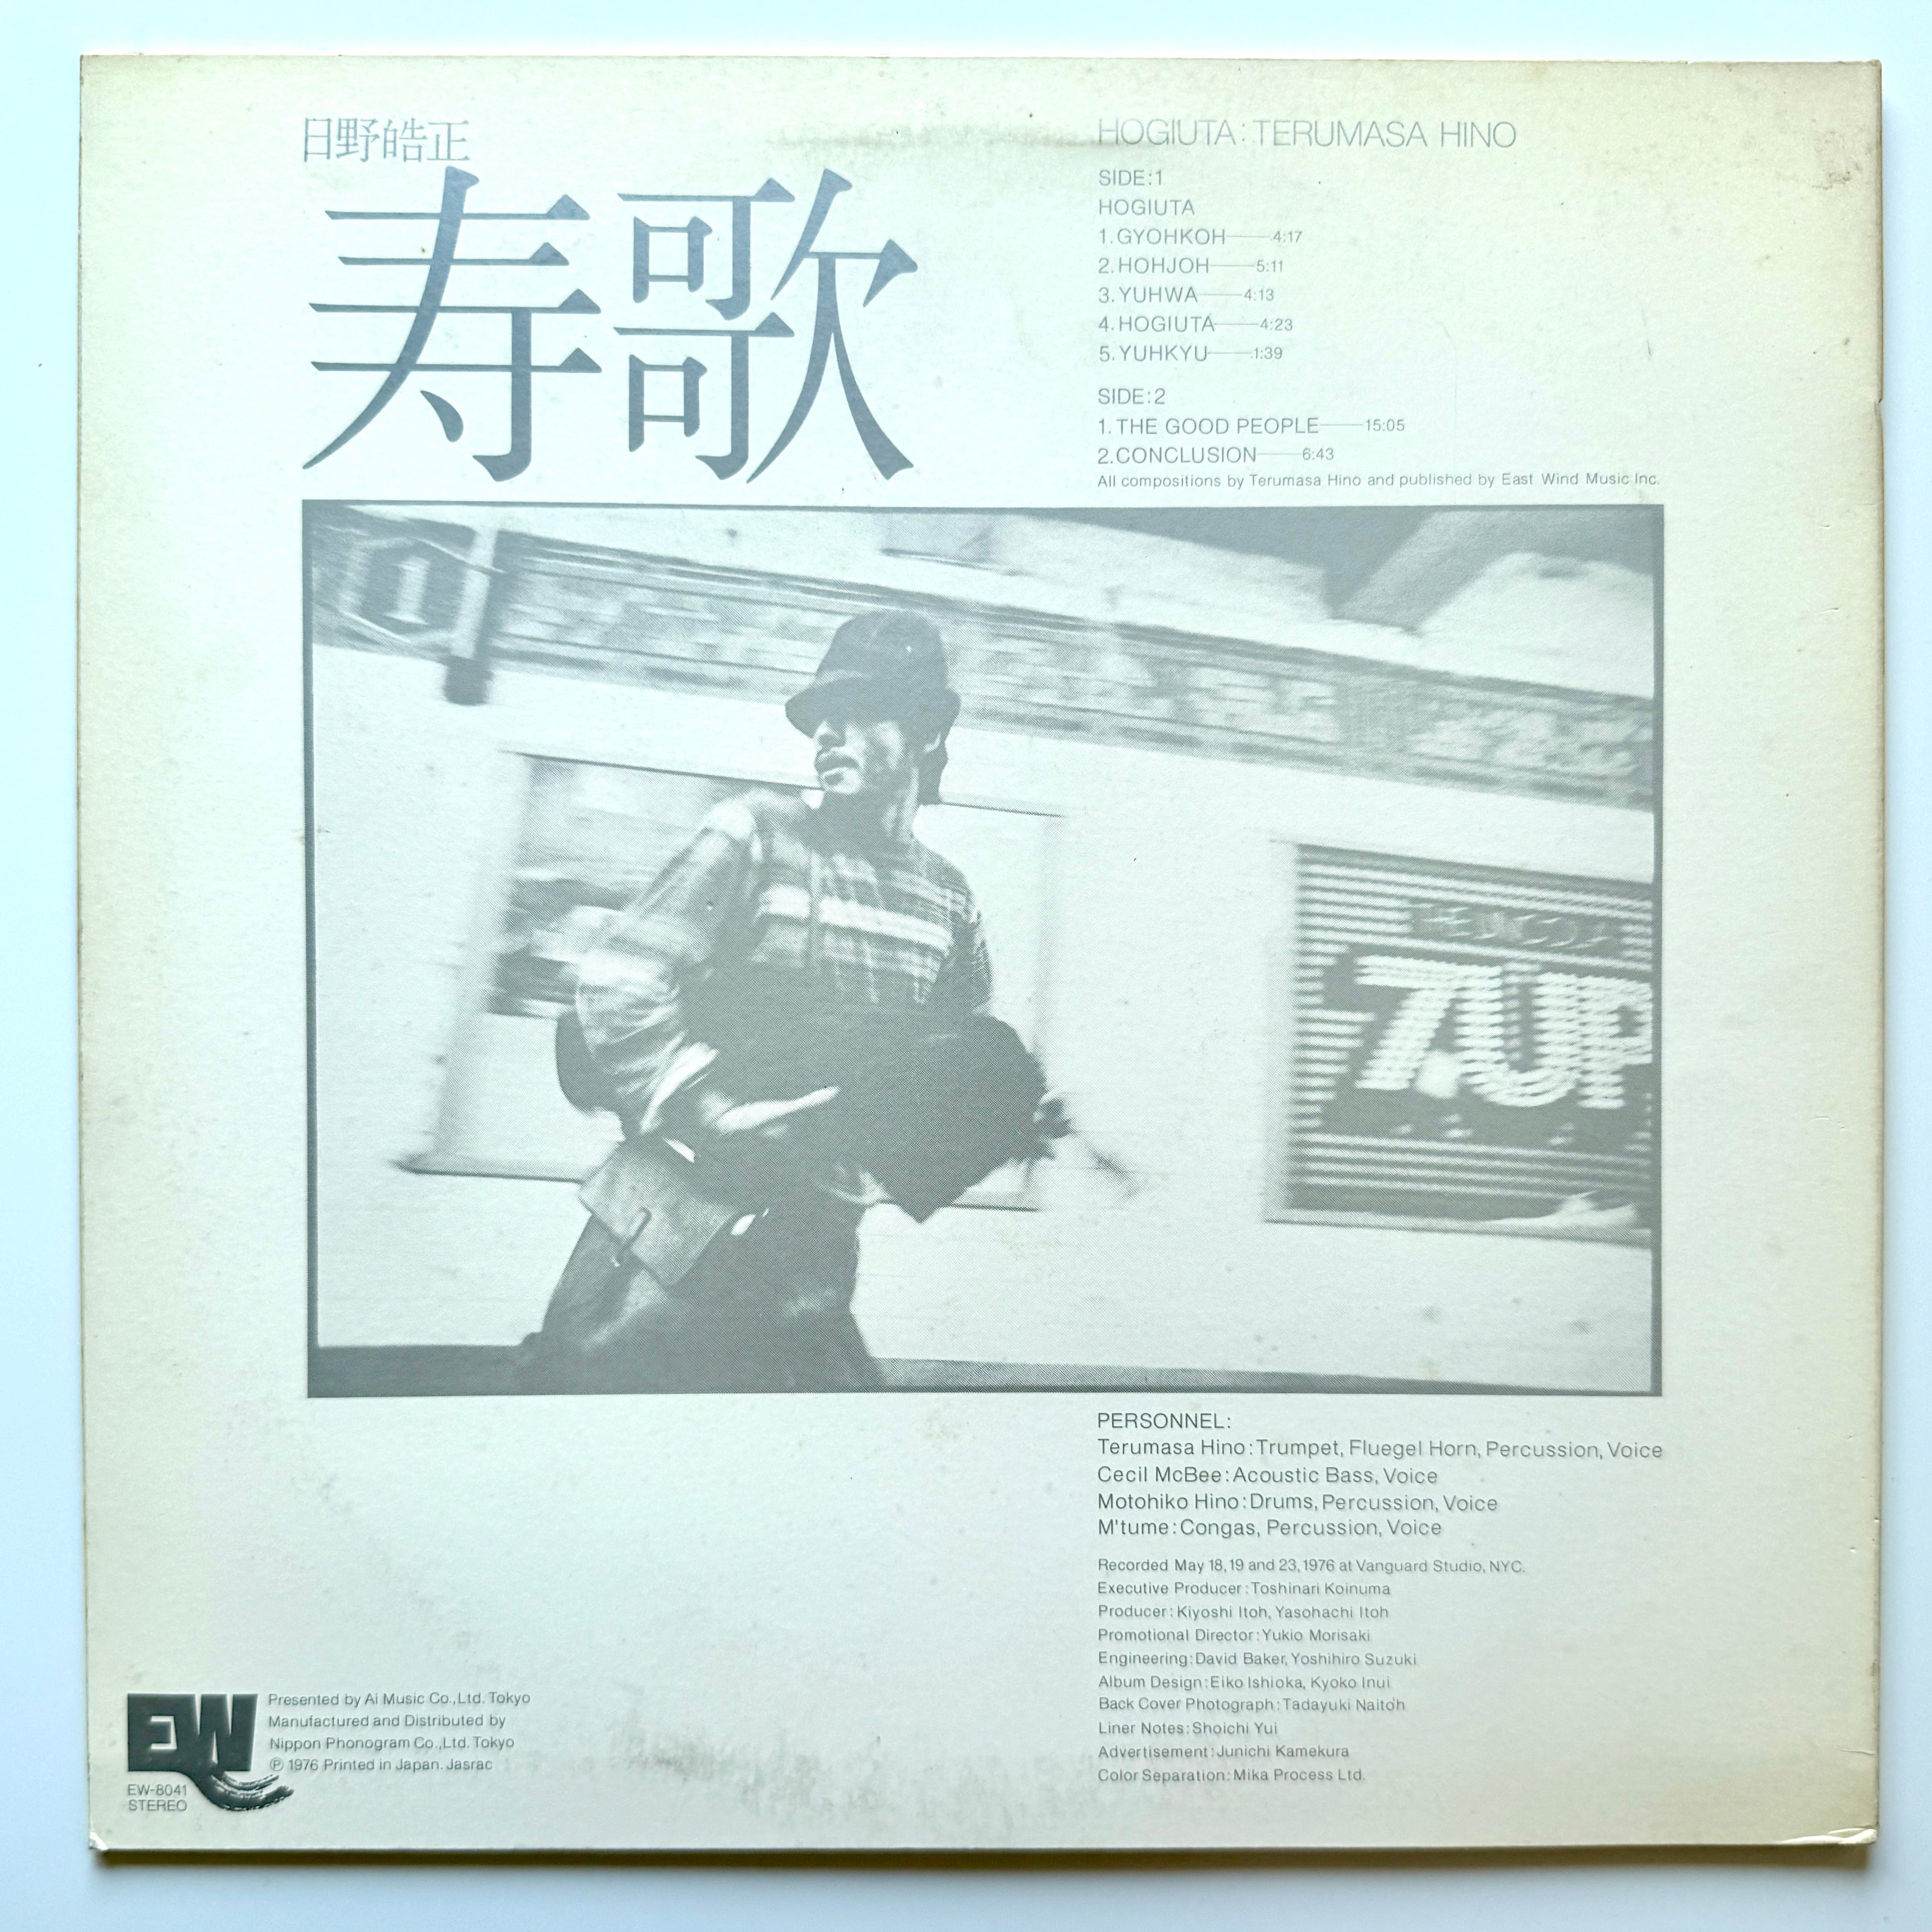 日野皓正
寿歌
HOGIUTA: TERUMASA HINO
SIDE:1
HOGIUTA
1.GYOHKOH——4:17
2.HOHJOH——5:11
3.YUHWA——4:13
4.HOGIUTA——4:23
5.YUHKYU——1:39
SIDE:2
1.THE GOOD PEOPLE——15:05
2.CONCLUSION——6:43
All compositions by Terumasa Hino and published by East Wind Music Inc.
7UP
PERSONNEL:
Terumasa Hino:Trumpet, Fluegel Horn, Percussion, Voice
Cecil McBee:Acoustic Bass, Voice
Motohiko Hino:Drums, Percussion, Voice
M'tume:Congas, Percussion, Voice
Recorded May 18,19 and 23,1976 at Vanguard Studio, NYC.
Executive Producer:Toshinari Koinuma
Producer:Kiyoshi Itoh, Yasohachi Itoh
Promotional Director:Yukio Morisaki
Engineering:David Baker, Yoshihiro Suzuki
Album Design:Eiko Ishioka, Kyoko Inui
Back Cover Photograph:Tadayuki Naitoh
Liner Notes:Shoichi Yui
Advertisement:Junichi Kamekura
Color Separation:Mika Process Ltd.
EW
Presented by Ai Music Co.,Ltd. Tokyo
Manufactured and Distributed by
Nippon Phonogram Co.,Ltd. Tokyo
℗ 1976 Printed in Japan. Jasrac
EW-8041
STEREO